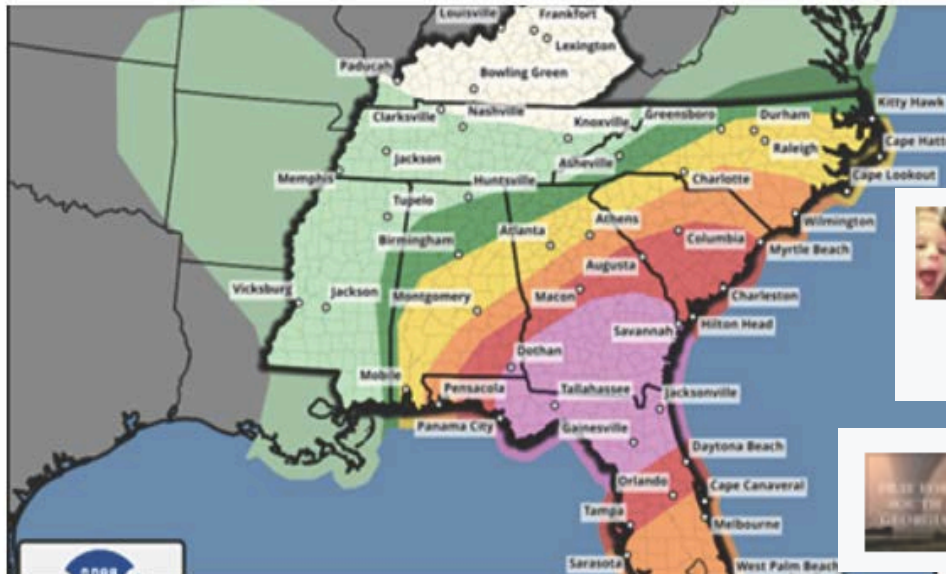 Louisville
Frankfort
Lexington
Paducah
Bowling Green
Clarksville
Nashville
Knoxville
Greensboro
Durham
Kitty Hawk
Jackson
Asheville
Raleigh
Cape Hatt
Memphis
Huntsville
Charlotte
Cape Lookout
Tupelo
Athens
Wilmington
Birmingham
Atlanta
Columbia
Myrtle Beach
Augusta
Vicksburg
Jackson
Montgomery
Macon
Charleston
Savannah
Hilton Head
Dothan
Mobile
Pensacola
Tallahassee
Jacksonville
Panama City
Gainesville
Daytona Beach
Orlando
Cape Canaveral
Tampa
Melbourne
Sarasota
West Palm Beach